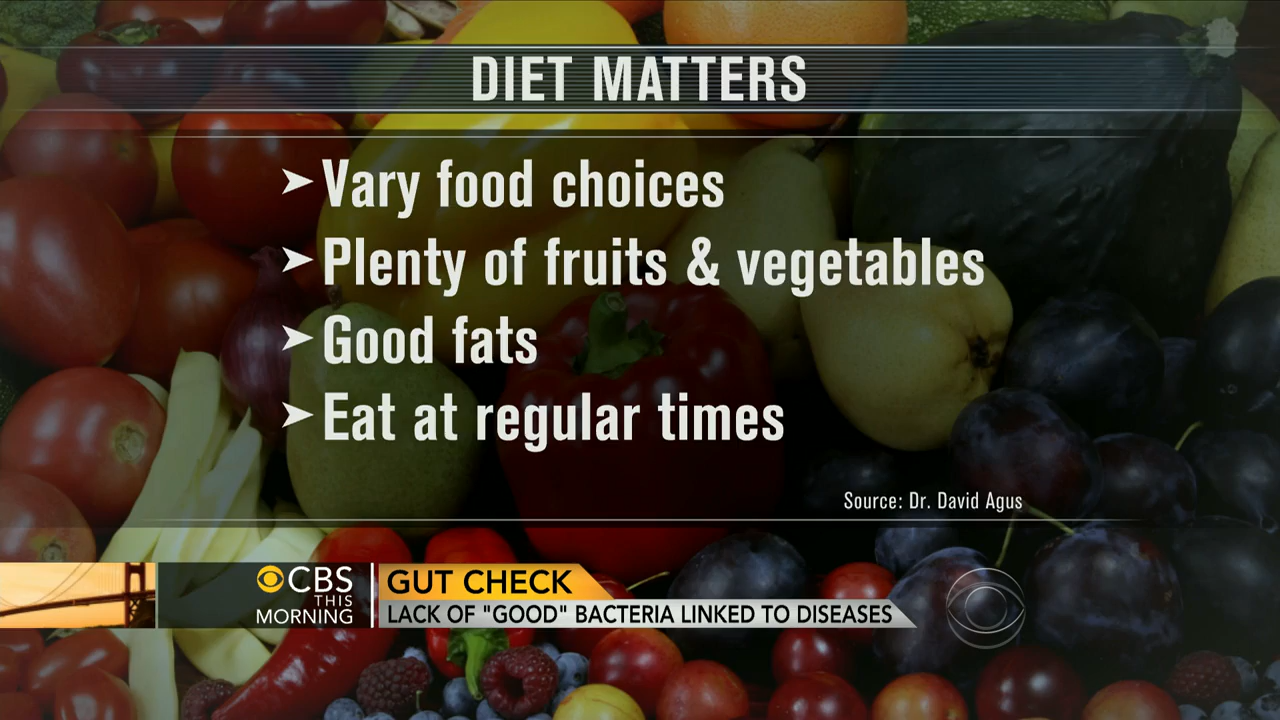 DIET MATTERS
➤ Vary food choices
➤ Plenty of fruits & vegetables
➤ Good fats
➤ Eat at regular times
Source: Dr. David Agus
CBS
THIS
MORNING
GUT CHECK
LACK OF "GOOD" BACTERIA LINKED TO DISEASES